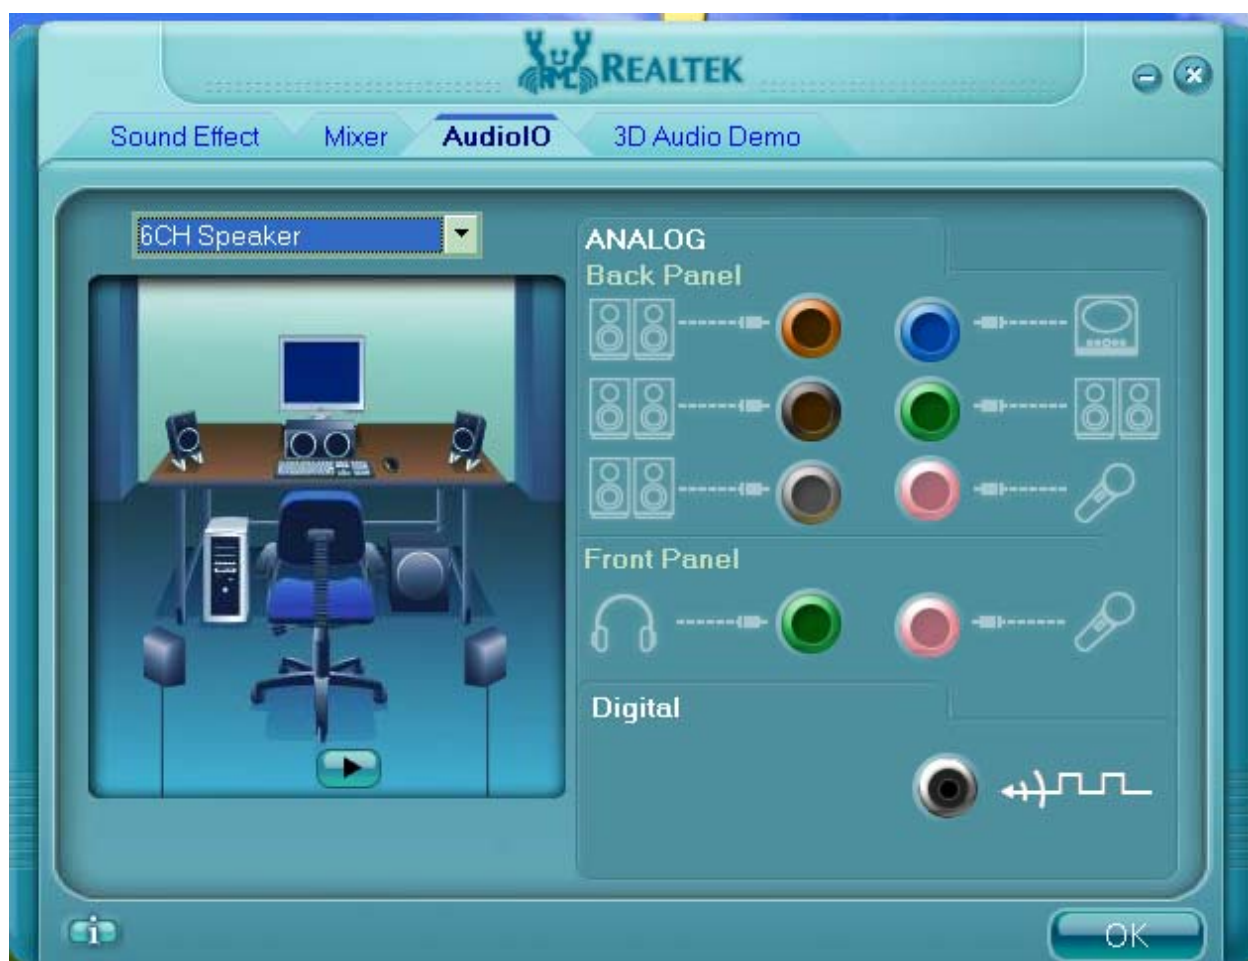 REALTEK
Sound Effect
Mixer
AudioIO
3D Audio Demo
6CH Speaker
ANALOG
Back Panel
Front Panel
Digital
i
OK